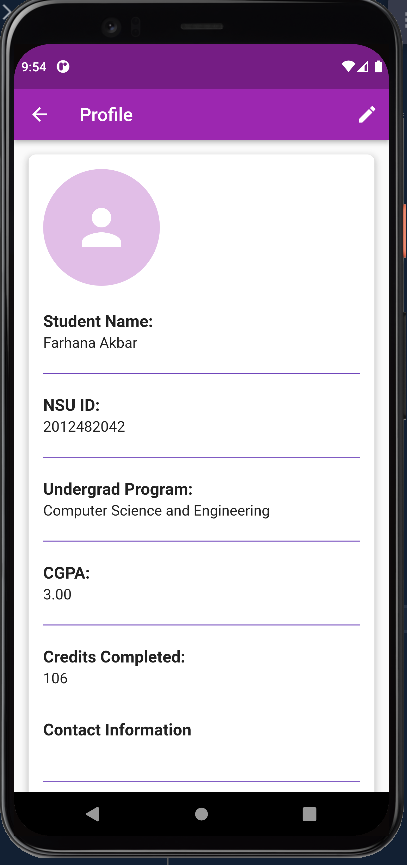 9:54
Profile
Student Name:
Farhana Akbar
NSU ID:
2012482042
Undergrad Program:
Computer Science and Engineering
CGPA:
3.00
Credits Completed:
106
Contact Information